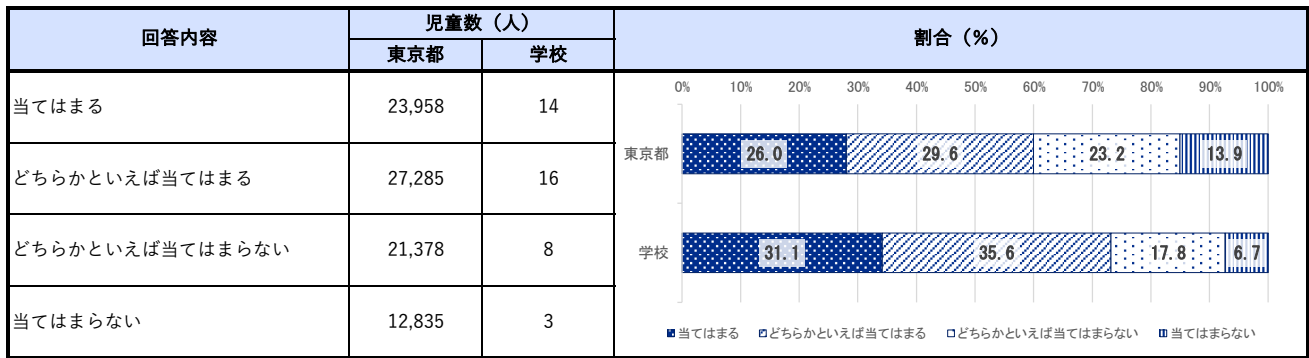 回答内容 児童数（人） 割合（％）
東京都 学校
当てはまる 23,958 14
どちらかといえば当てはまる 27,285 16
どちらかといえば当てはまらない 21,378 8
当てはまらない 12,835 3
0% 10% 20% 30% 40% 50% 60% 70% 80% 90% 100%
東京都 26.0 29.6 23.2 13.9
学校 31.1 35.6 17.8 6.7
当てはまる どちらかといえば当てはまる どちらかといえば当てはまらない 当てはまらない